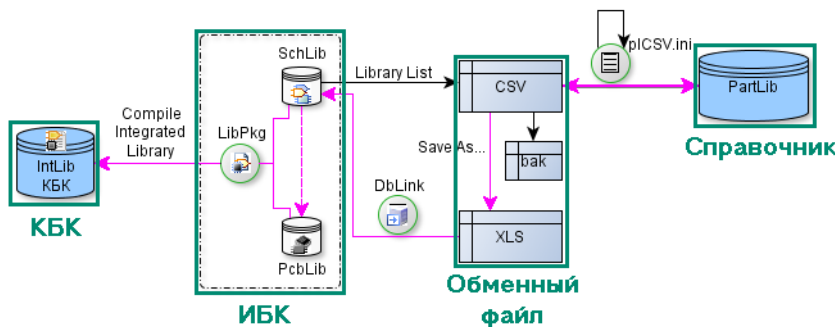 plCSV.ini
SchLib
Library List
CSV
PartLib
Compile
Integrated
Library
LibPkg
Save As...
bak
Справочник
IntLib
КБК
DbLink
КБК
PcbLib
XLS
ИБК
Обменный
файл